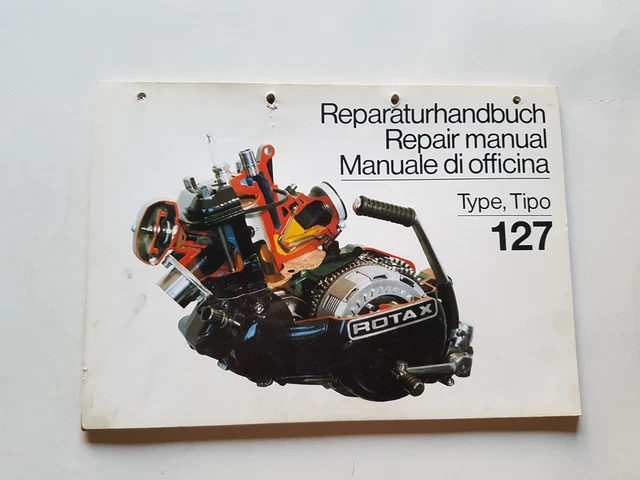 Reparaturhandbuch
Repair manual
Manuale di officina
Type, Tipo
127
ROTAX